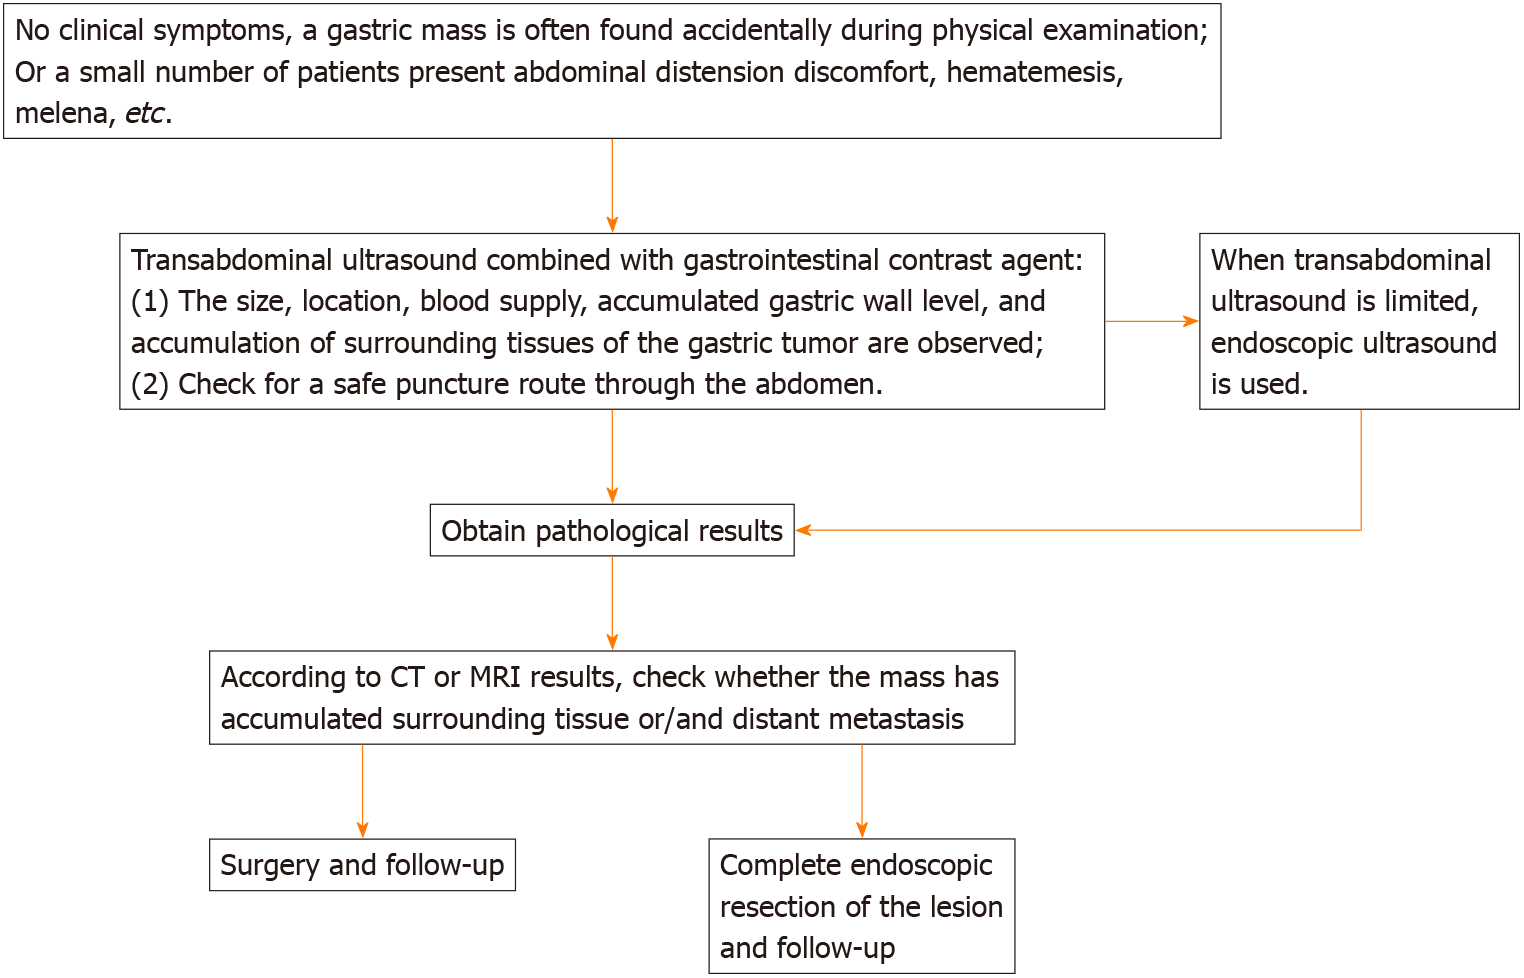 No clinical symptoms, a gastric mass is often found accidentally during physical examination;
Or a small number of patients present abdominal distension discomfort, hematemesis,
melena, etc.
Transabdominal ultrasound combined with gastrointestinal contrast agent:
(1) The size, location, blood supply, accumulated gastric wall level, and
accumulation of surrounding tissues of the gastric tumor are observed;
(2) Check for a safe puncture route through the abdomen.
When transabdominal
ultrasound is limited,
endoscopic ultrasound
is used.
Obtain pathological results
According to CT or MRI results, check whether the mass has
accumulated surrounding tissue or/and distant metastasis
Surgery and follow-up
Complete endoscopic
resection of the lesion
and follow-up